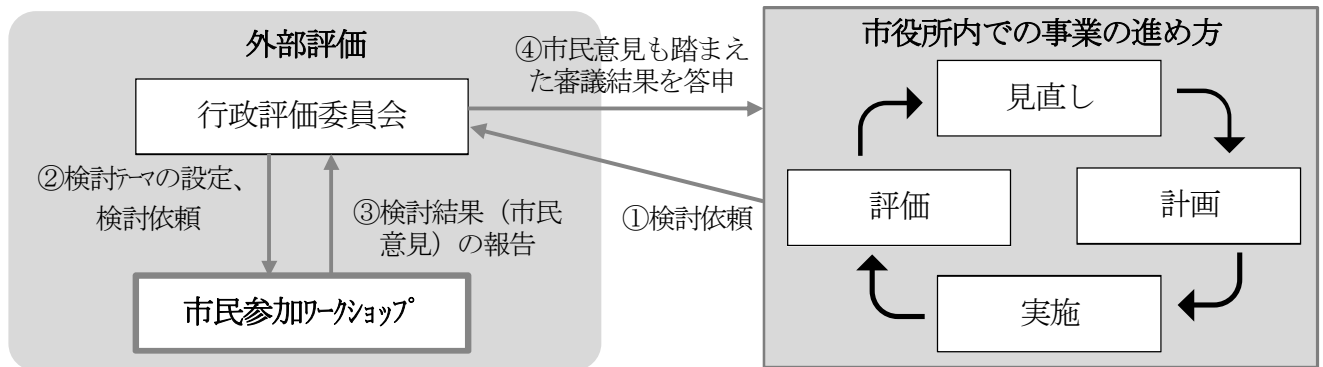 外部評価
行政評価委員会
②検討ﾃｰﾏの設定、
検討依頼
③検討結果（市民
意見）の報告
市民参加ﾜｰｸｼｮｯﾌﾟ
④市民意見も踏まえ
た審議結果を答申
①検討依頼
市役所内での事業の進め方
見直し
評価
計画
実施